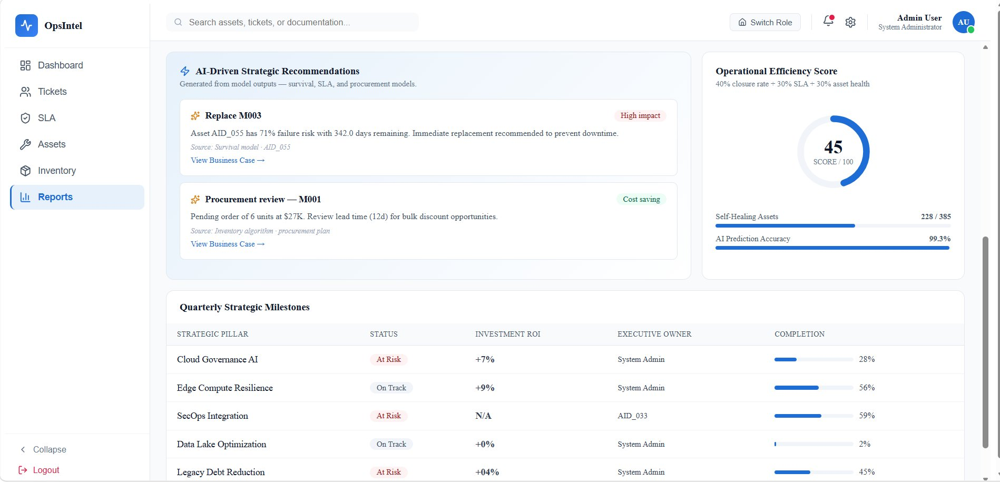 OpsIntel
Search assets, tickets, or documentation...
Switch Role
Admin User
System Administrator
AU
Dashboard
Tickets
SLA
Assets
Inventory
Reports
Collapse
Logout
AI-Driven Strategic Recommendations
Generated from model outputs — survival, SLA, and procurement models.
Replace M003
High impact
Asset AID_055 has 71% failure risk with 342.0 days remaining. Immediate replacement recommended to prevent downtime.
Source: Survival model · AID_055
View Business Case →
Procurement review — M001
Cost saving
Pending order of 6 units at $27K. Review lead time (12d) for bulk discount opportunities.
Source: Inventory algorithm · procurement plan
View Business Case →
Operational Efficiency Score
40% closure rate + 30% SLA + 30% asset health
45
SCORE / 100
Self-Healing Assets 228 / 385
AI Prediction Accuracy 99.3%
Quarterly Strategic Milestones
STRATEGIC PILLAR STATUS INVESTMENT ROI EXECUTIVE OWNER COMPLETION
Cloud Governance AI At Risk +7% System Admin 28%
Edge Compute Resilience On Track +9% System Admin 56%
SecOps Integration At Risk N/A AID_033 59%
Data Lake Optimization On Track +0% System Admin 2%
Legacy Debt Reduction At Risk +04% System Admin 45%